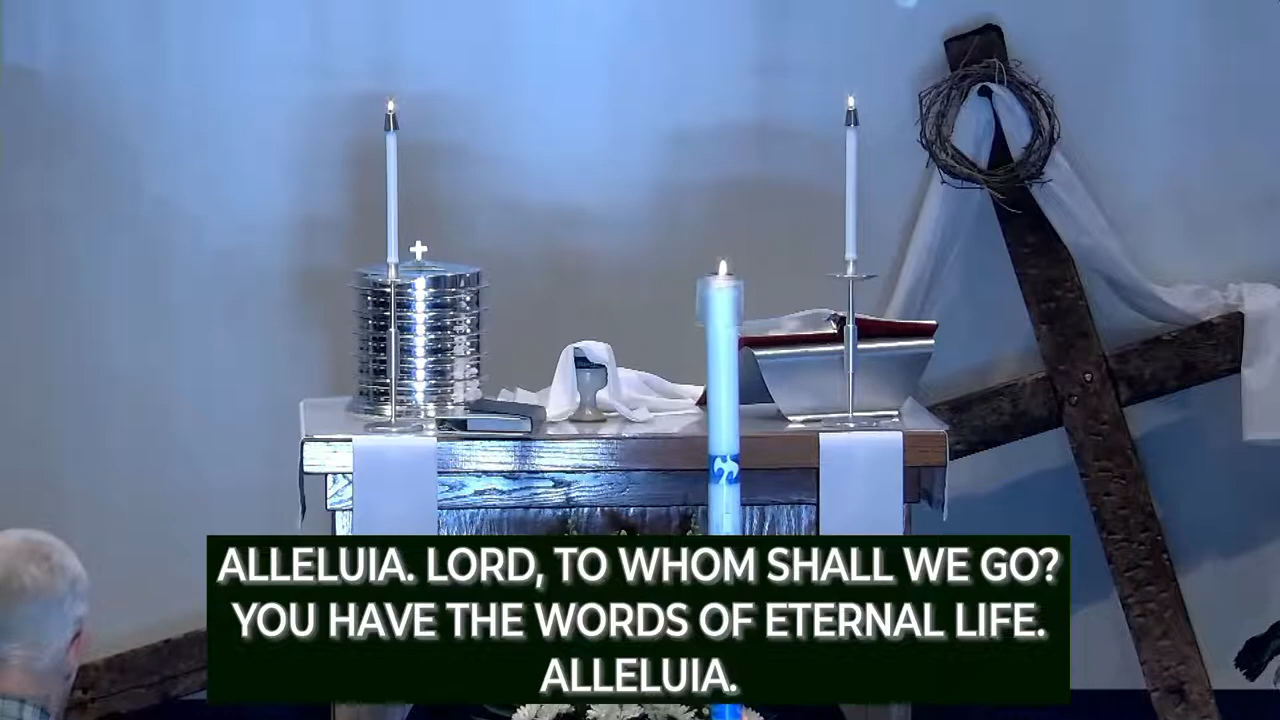 ALLELUIA. LORD, TO WHOM SHALL WE GO?
YOU HAVE THE WORDS OF ETERNAL LIFE.
ALLELUIA.